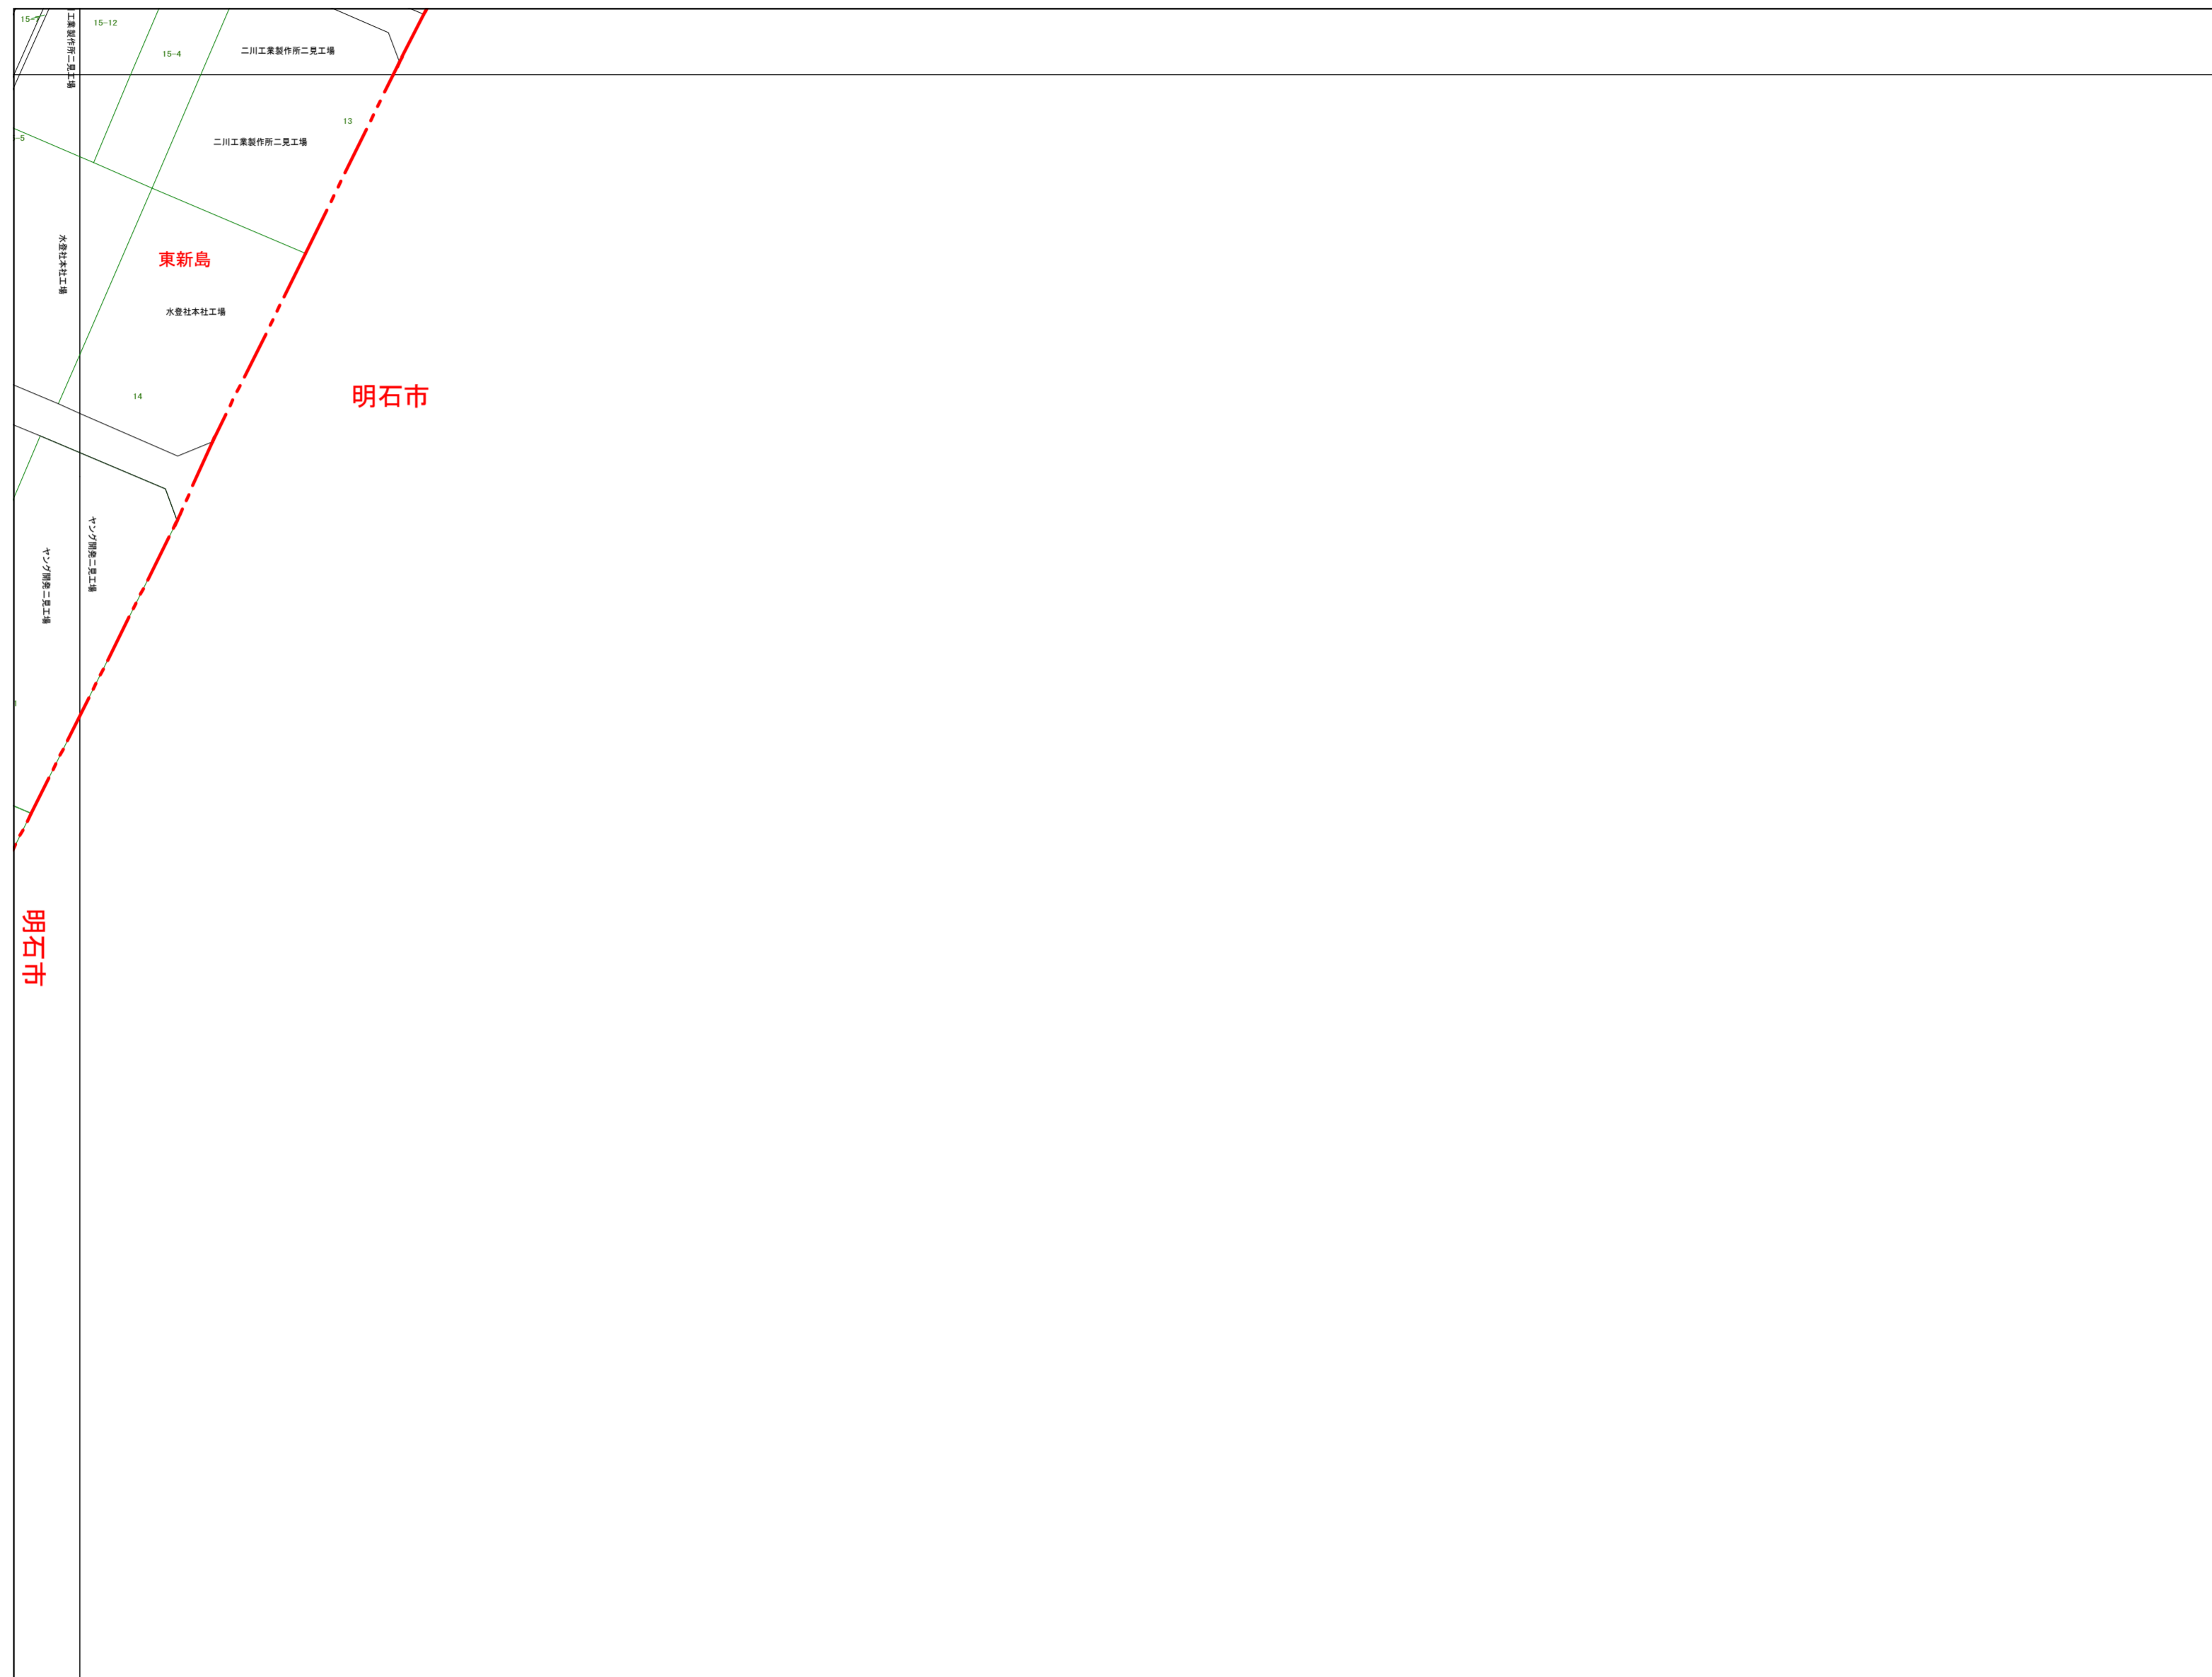 15-7
工業製作所二見工場
15-12
15-4
二川工業製作所二見工場
13
-5
二川工業製作所二見工場
水登社本社工場
東新島
水登社本社工場
14
明石市
ヤング開発二見工場
ヤング開発二見工場
明石市